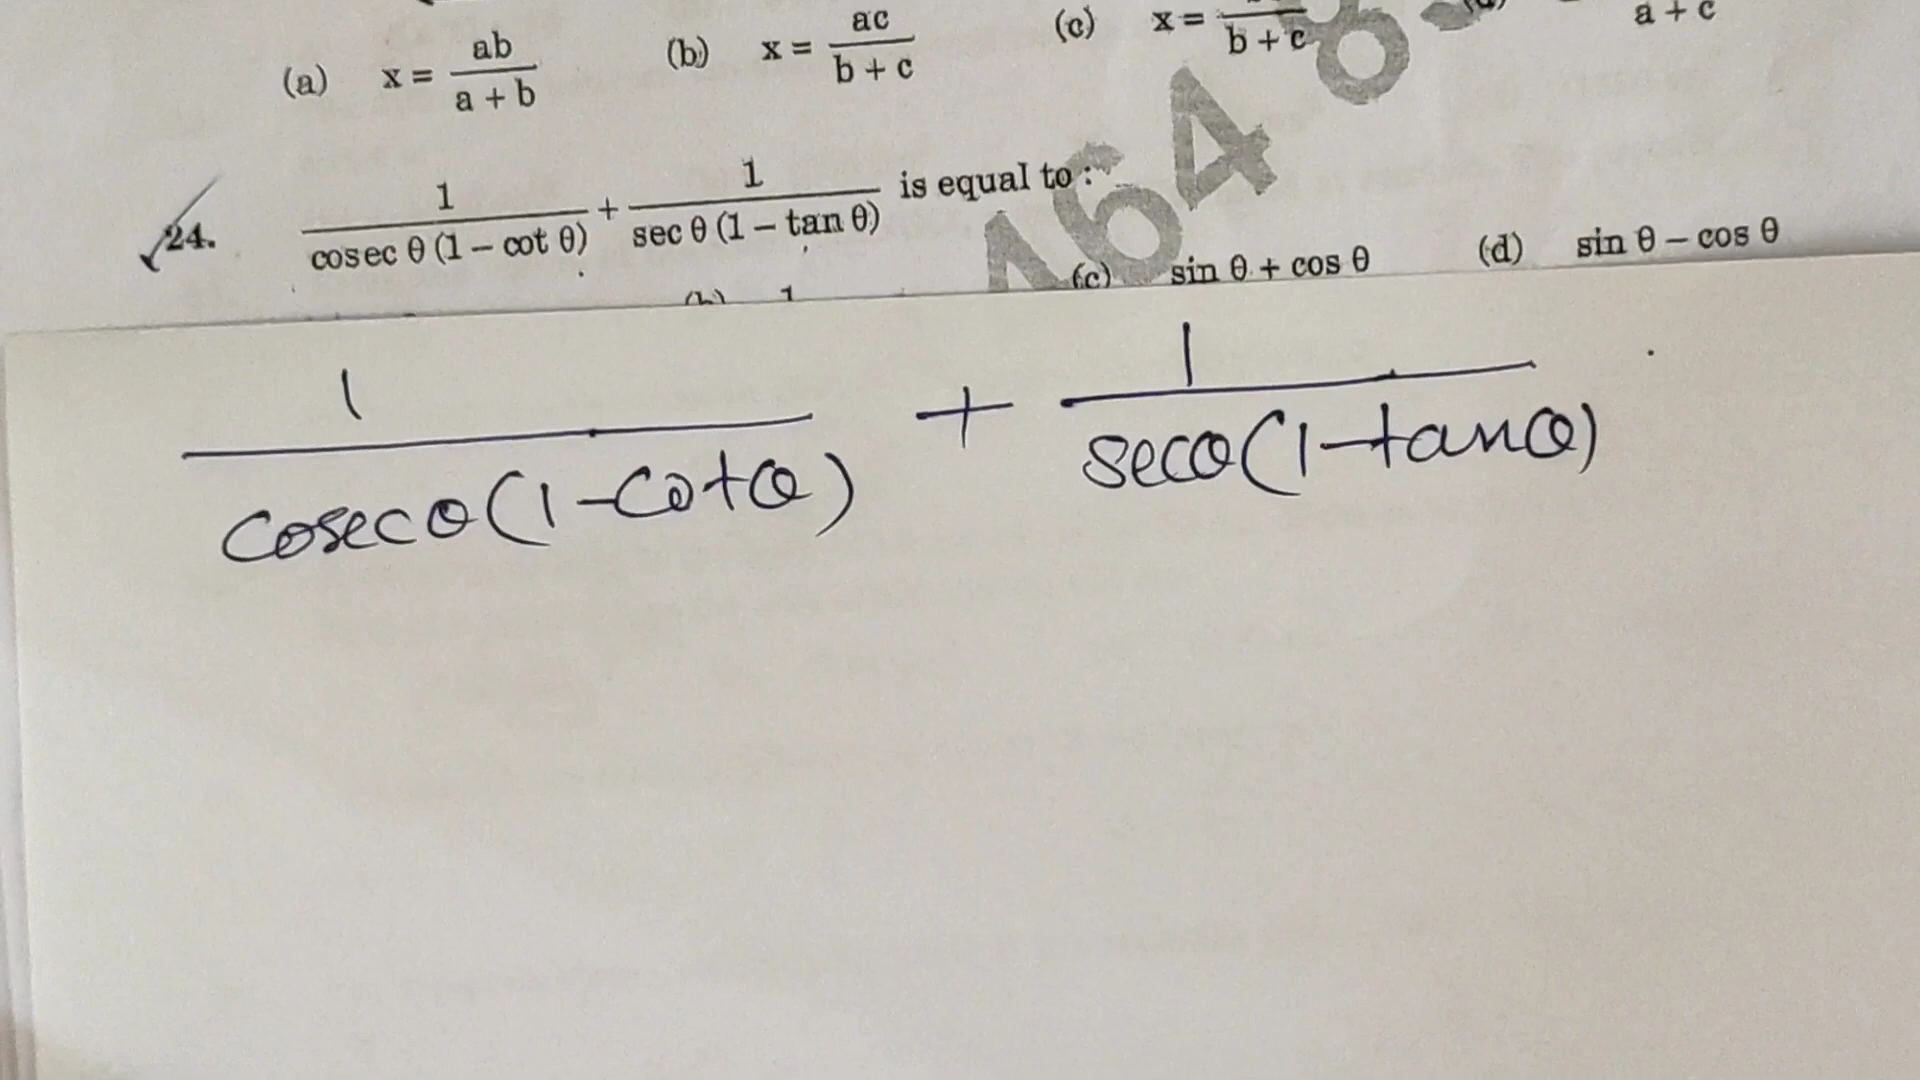 (a) x = ab / a + b (b) x = ac / b + c (c) x = / b + c (d) a + c
24. 1 / cosec θ (1 – cot θ) + 1 / sec θ (1 – tan θ) is equal to :
(b) 1 (c) sin θ + cos θ (d) sin θ – cos θ
1 / cosecθ(1-cotθ) + 1 / secθ(1-tanθ)